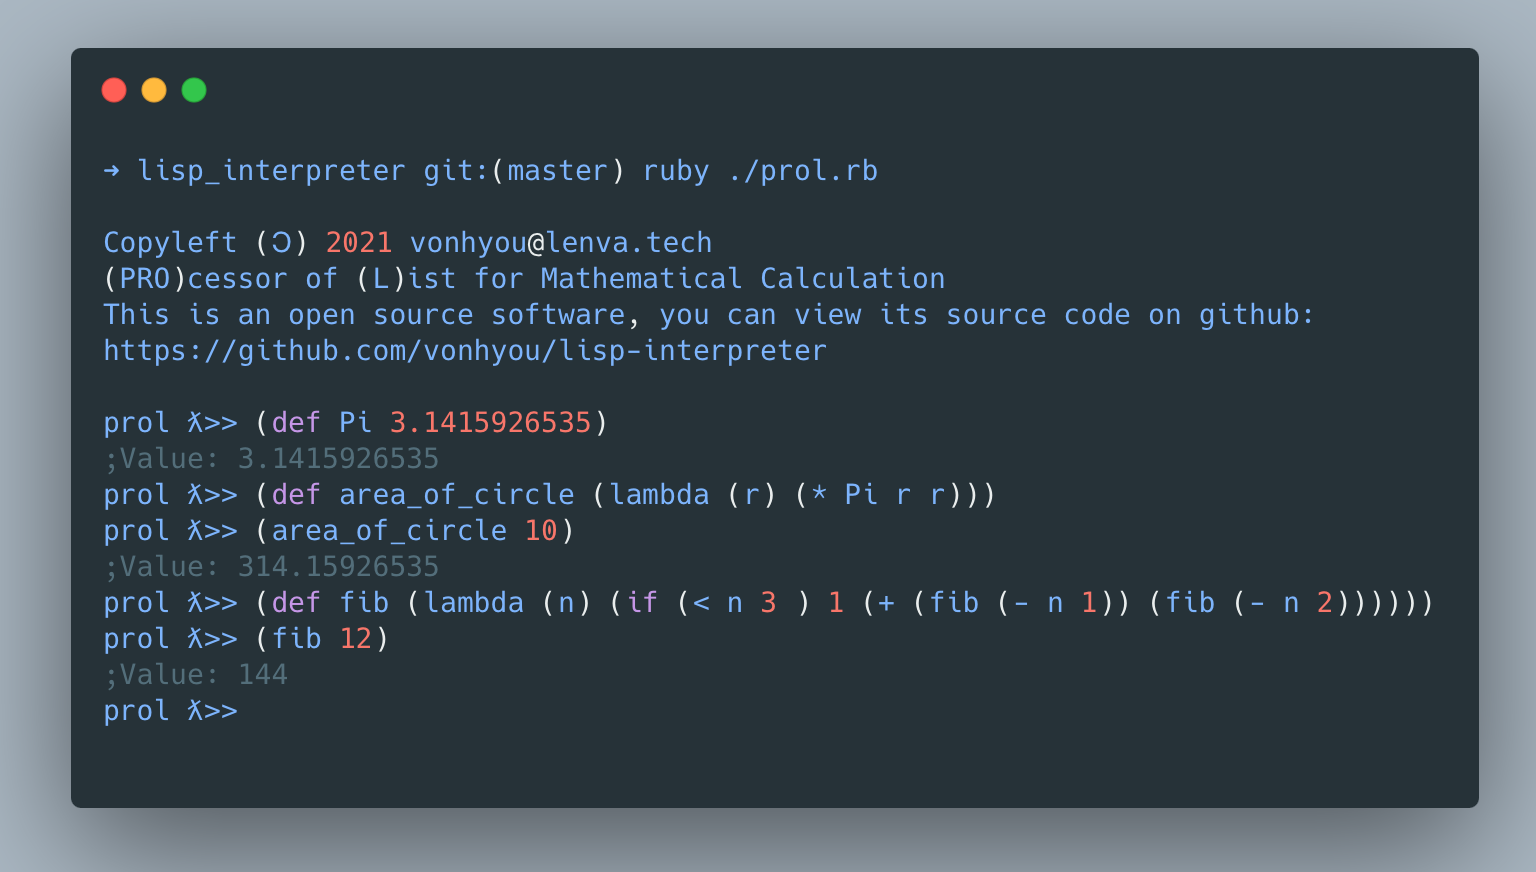 ➜ lisp_interpreter git:(master) ruby ./prol.rb
Copyleft (Ɔ) 2021 vonhyou@lenva.tech
(PRO)cessor of (L)ist for Mathematical Calculation
This is an open source software, you can view its source code on github:
https://github.com/vonhyou/lisp-interpreter
prol ƛ>> (def Pi 3.1415926535)
;Value: 3.1415926535
prol ƛ>> (def area_of_circle (lambda (r) (* Pi r r)))
prol ƛ>> (area_of_circle 10)
;Value: 314.15926535
prol ƛ>> (def fib (lambda (n) (if (< n 3 ) 1 (+ (fib (- n 1)) (fib (- n 2))))))
prol ƛ>> (fib 12)
;Value: 144
prol ƛ>>